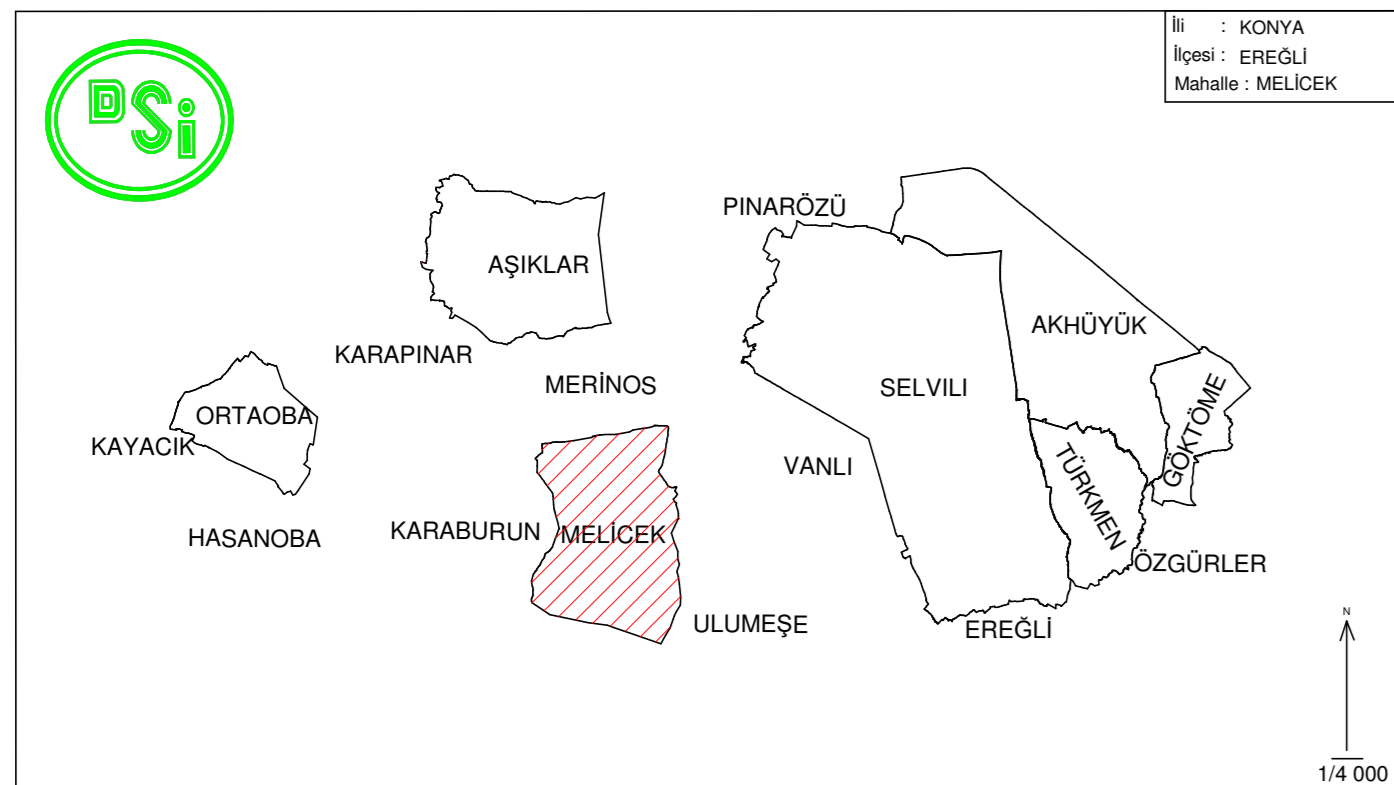 İli : KONYA
İlçesi : EREĞLİ
Mahalle : MELİCEK
DSi
PINARÖZÜ
AŞIKLAR
AKHÜYÜK
KARAPINAR
MERİNOS
SELVILI
GÖKTÖME
ORTAOBA
KAYACIK
VANLI
TÜRKMEN
HASANOBA
KARABURUN
MELİCEK
ÖZGÜRLER
ULUMEŞE
EREĞLİ
N
1/4 000